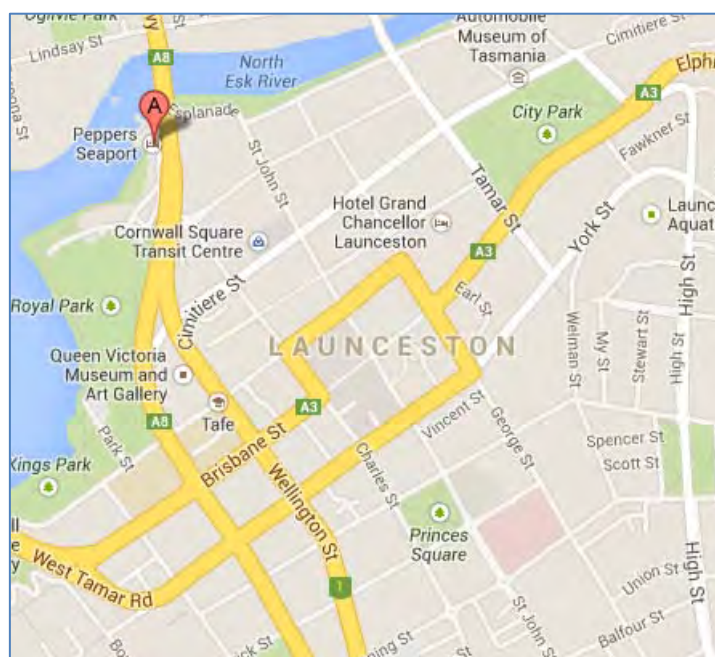 Ogilvie Park
Lindsay St
A8
wy
North
Esk River
Automobile
Museum of
Tasmania
Cimitiere St
Elph
A3
A
Esplanade
Peppers
Seaport
City Park
Fawkner St
St John St
Tamar St
York St
Hotel Grand
Chancellor
Launceston
Launc
Aquat
Cornwall Square
Transit Centre
A3
High St
Earl St
Royal Park
Cimitiere St
LAUNCESTON
Welman St
My St
Stewart St
High St
Queen Victoria
Museum and
Art Gallery
Tafe
A3
A8
Park St
Brisbane St
Vincent St
George St
Charles St
Spencer St
Scott St
Kings Park
Wellington St
Princes
Square
West Tamar Rd
1
High St
Union St
St John St
Balfour St